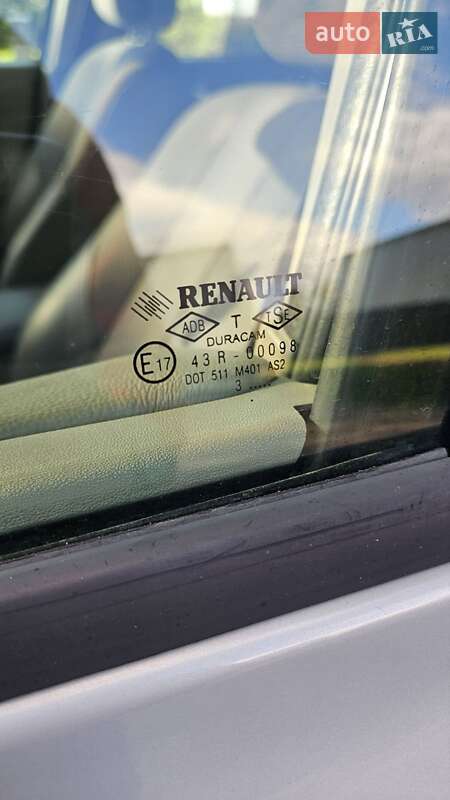 auto RIA
.com
RENAULT
ADB T TSE
DURACAM
E17 43R-00098
DOT 511 M401 AS2
3 .....